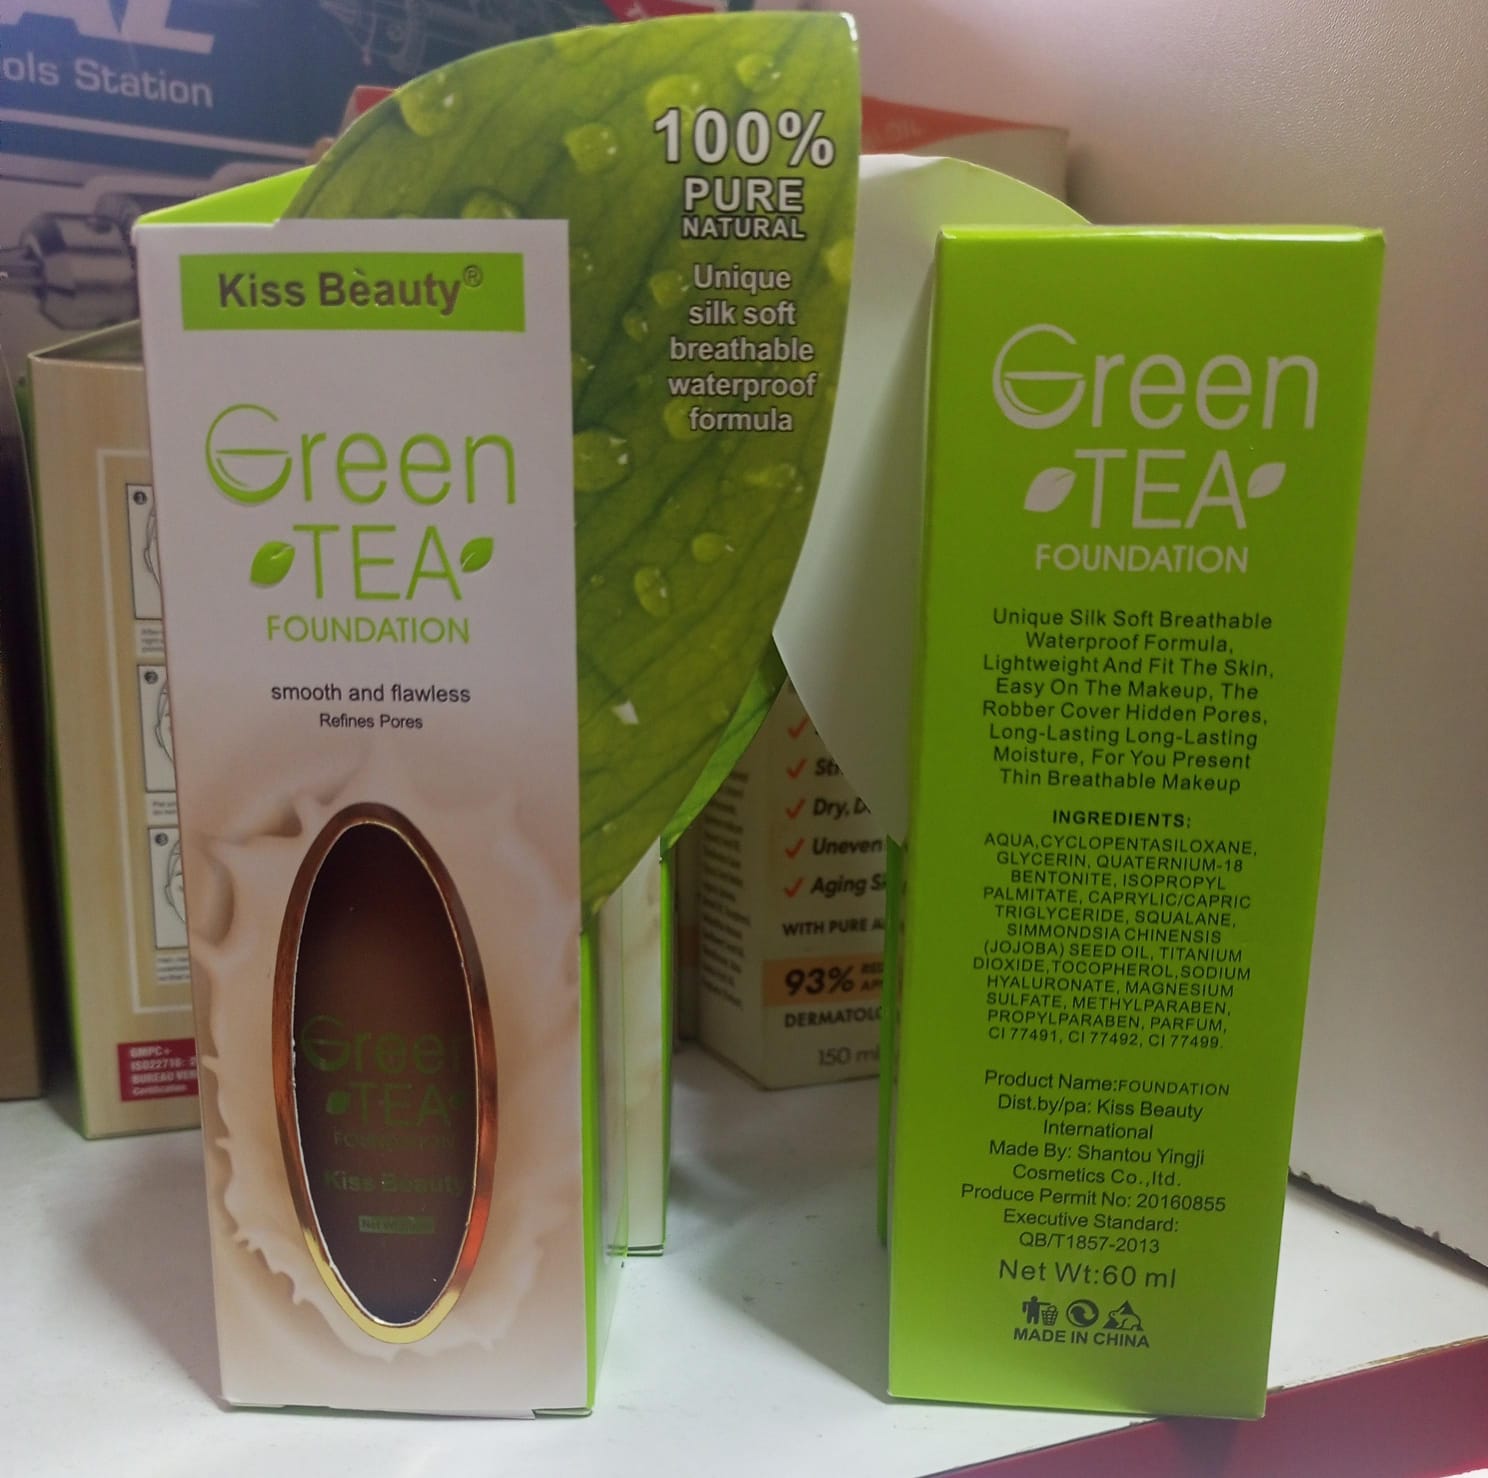 ols Station
100%
PURE
NATURAL
Unique
silk soft
breathable
waterproof
formula
Kiss Bèauty®
Green
TEA
FOUNDATION
smooth and flawless
Refines Pores
Green
TEA
FOUNDATION
Kiss Beauty
Green
TEA
FOUNDATION
Unique Silk Soft Breathable
Waterproof Formula,
Lightweight And Fit The Skin,
Easy On The Makeup, The
Robber Cover Hidden Pores,
Long-Lasting Long-Lasting
Moisture, For You Present
Thin Breathable Makeup
INGREDIENTS:
AQUA,CYCLOPENTASILOXANE,
GLYCERIN, QUATERNIUM-18
BENTONITE, ISOPROPYL
PALMITATE, CAPRYLIC/CAPRIC
TRIGLYCERIDE, SQUALANE,
SIMMONDSIA CHINENSIS
(JOJOBA) SEED OIL, TITANIUM
DIOXIDE,TOCOPHEROL,SODIUM
HYALURONATE, MAGNESIUM
SULFATE, METHYLPARABEN,
PROPYLPARABEN, PARFUM,
CI 77491, CI 77492, CI 77499.
Product Name:FOUNDATION
Dist.by/pa: Kiss Beauty
International
Made By: Shantou Yingji
Cosmetics Co.,ltd.
Produce Permit No: 20160855
Executive Standard:
QB/T1857-2013
Net Wt:60 ml
MADE IN CHINA
Dry,
Uneven
Aging
WITH PURE
93%
150 ml
GMPC+
Certification